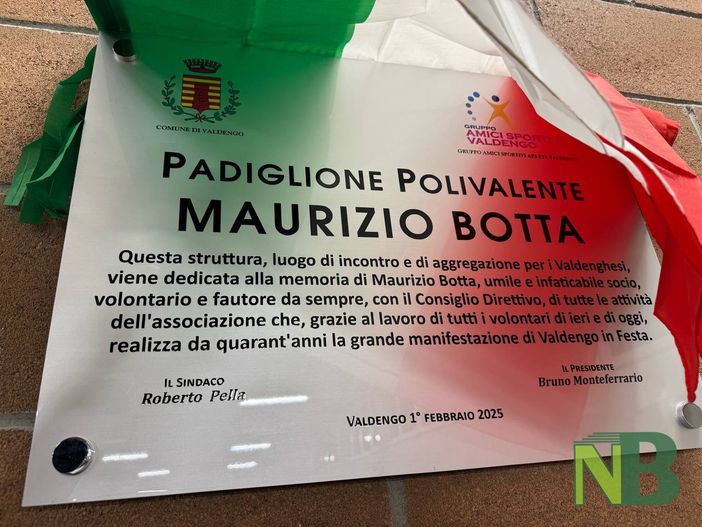 COMUNE DI VALDENGO
GRUPPO
AMICI SPORTIVI
VALDENGO
GRUPPO AMICI SPORTIVI APS ETS VALDENGO
PADIGLIONE POLIVALENTE
MAURIZIO BOTTA
Questa struttura, luogo di incontro e di aggregazione per i Valdenghesi,
viene dedicata alla memoria di Maurizio Botta, umile e infaticabile socio,
volontario e fautore da sempre, con il Consiglio Direttivo, di tutte le attività
dell'associazione che, grazie al lavoro di tutti i volontari di ieri e di oggi,
realizza da quarant'anni la grande manifestazione di Valdengo in Festa.
IL SINDACO
Roberto Pella
IL PRESIDENTE
Bruno Monteferrario
VALDENGO 1° FEBBRAIO 2025
NB